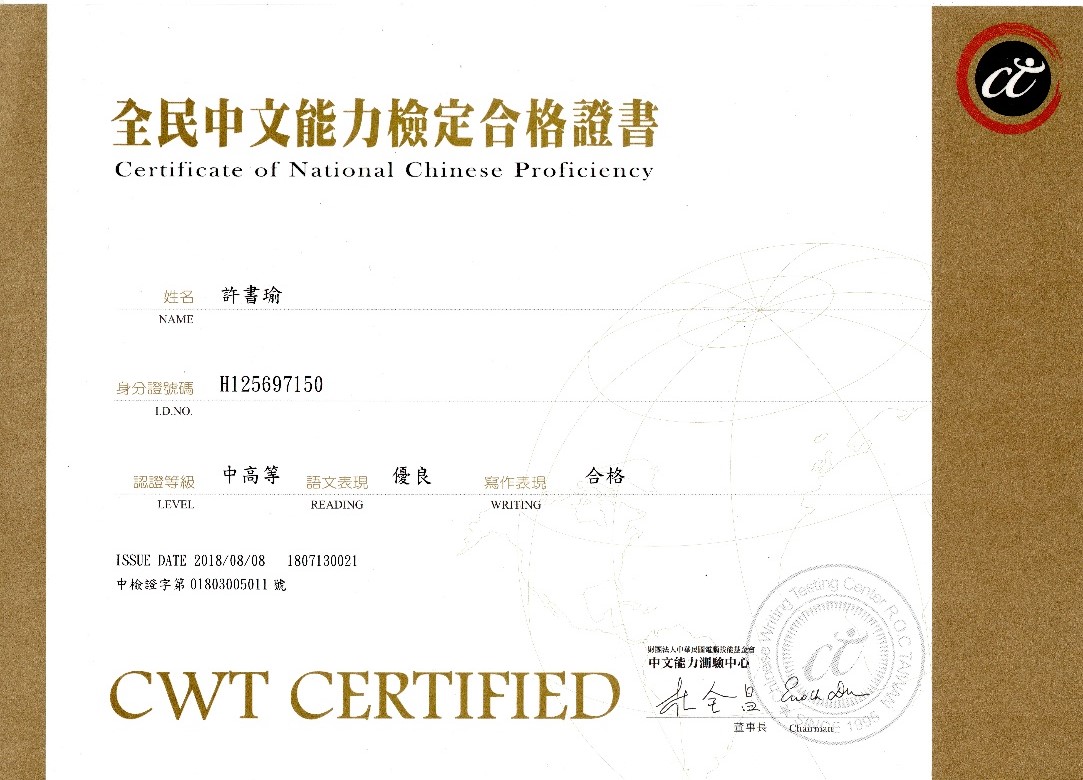 ct
全民中文能力檢定合格證書
Certificate of National Chinese Proficiency
姓名 許書瑜
NAME
身分證號碼 H125697150
I.D.NO.
認證等級 中高等 語文表現 優良 寫作表現 合格
LEVEL READING WRITING
ISSUE DATE 2018/08/08 1807130021
中檢證字第 01803005011 號
財團法人中華民國電腦技能基金會
中文能力測驗中心
CWT CERTIFIED
董事長 Chairman
Chinese Writing Testing Center R.O.C TAIWAN
SINCE 1996
ct